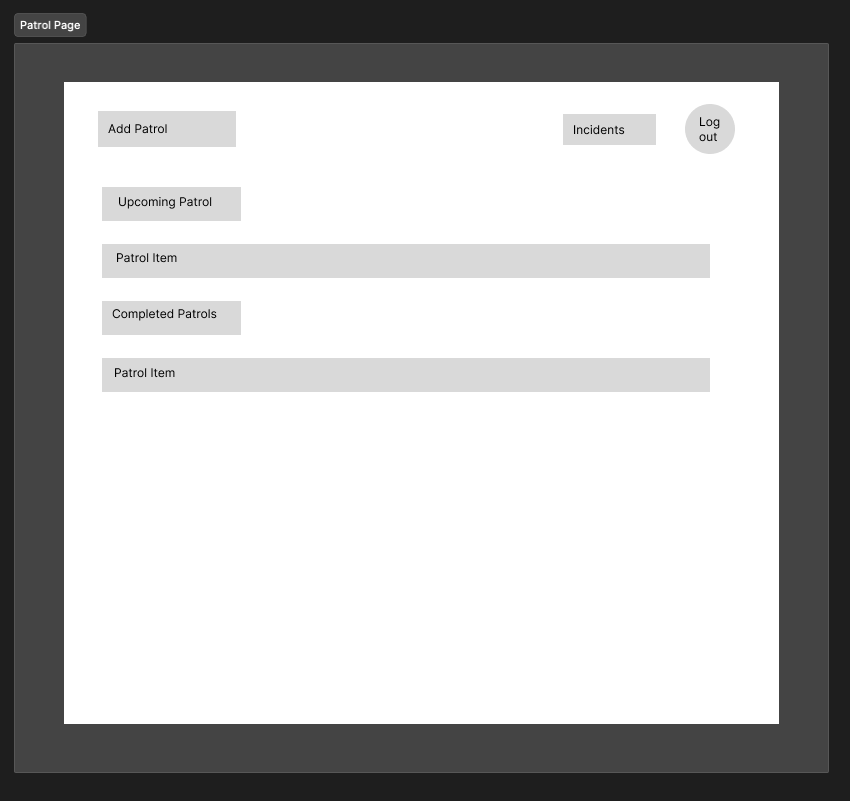 Patrol Page
Add Patrol
Incidents
Log
out
Upcoming Patrol
Patrol Item
Completed Patrols
Patrol Item